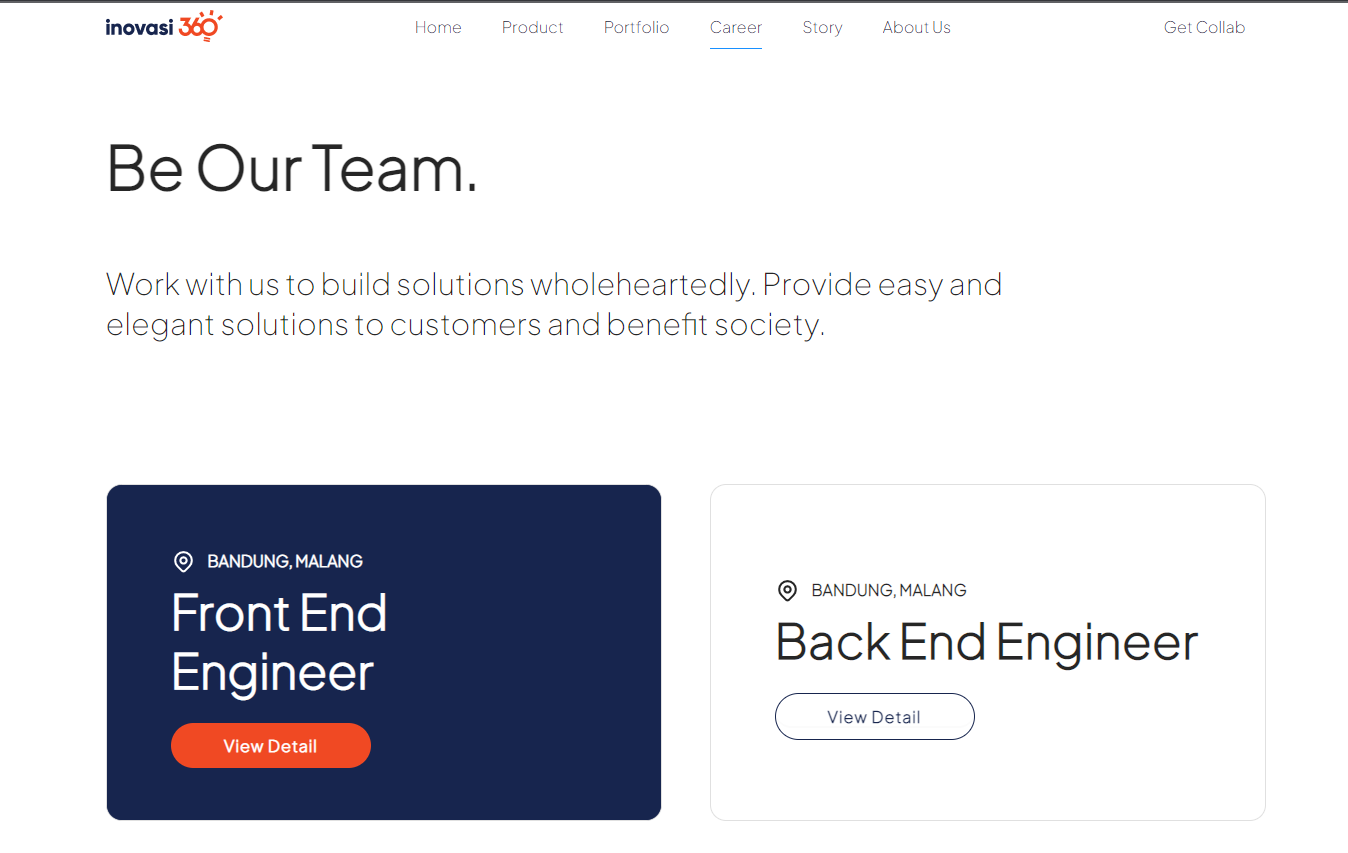 inovasi 360
Home Product Portfolio Career Story About Us Get Collab
Be Our Team.
Work with us to build solutions wholeheartedly. Provide easy and
elegant solutions to customers and benefit society.
BANDUNG, MALANG
Front End
Engineer
View Detail
BANDUNG, MALANG
Back End Engineer
View Detail